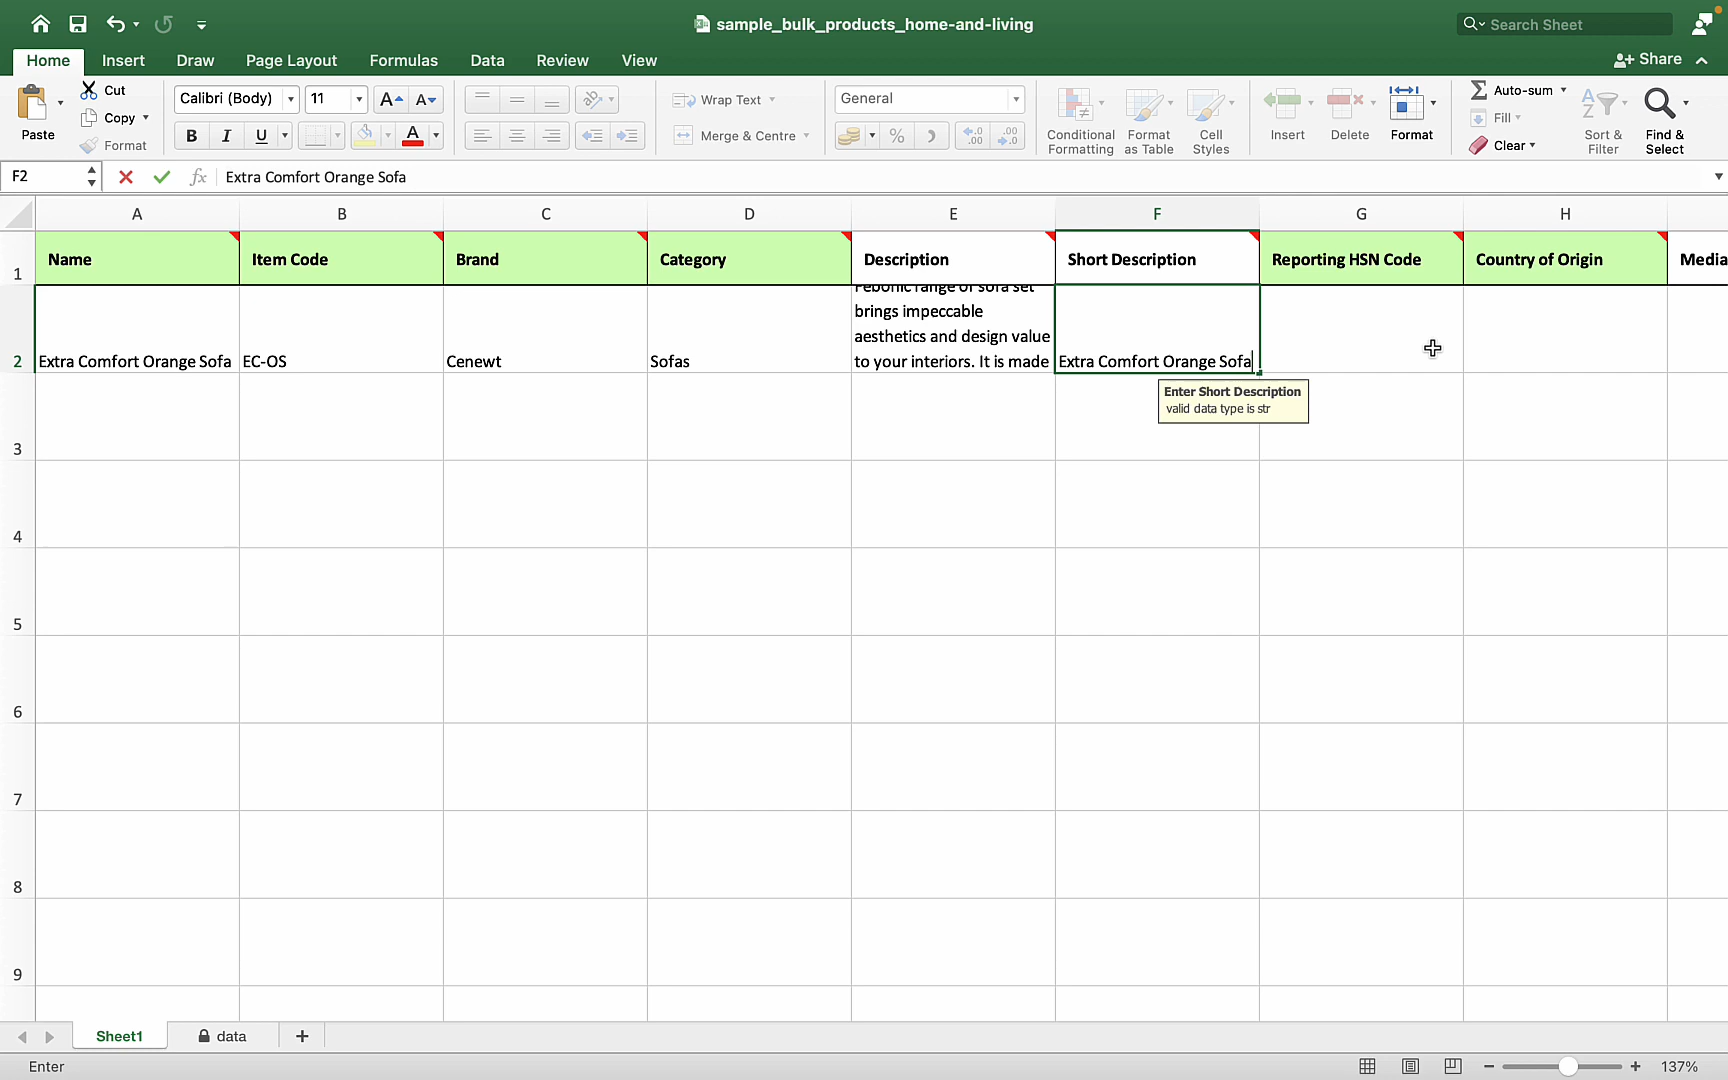 sample_bulk_products_home-and-living
Search Sheet
Home Insert Draw Page Layout Formulas Data Review View
Share
Paste
Cut
Copy
Format
Calibri (Body) 11 A A
B I U A
Wrap Text
Merge & Centre
General
%
Conditional Formatting
Format as Table
Cell Styles
Insert
Delete
Format
Auto-sum
Fill
Clear
Sort & Filter
Find & Select
F2 fx Extra Comfort Orange Sofa
A B C D E F G H
1 Name Item Code Brand Category Description Short Description Reporting HSN Code Country of Origin Media
Febonic range of sofa set
brings impeccable
aesthetics and design value
2 Extra Comfort Orange Sofa EC-OS Cenewt Sofas to your interiors. It is made Extra Comfort Orange Sofa
Enter Short Description
valid data type is str
3
4
5
6
7
8
9
Sheet1 data +
Enter
137%